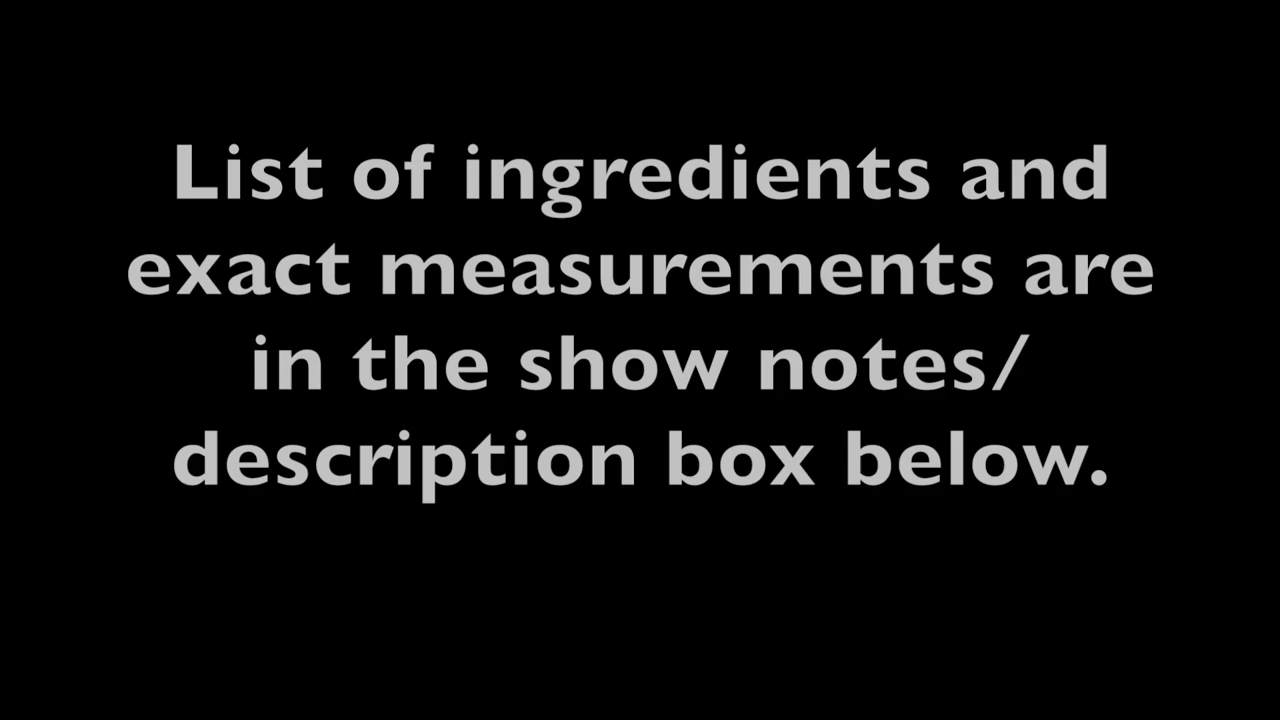 List of ingredients and
exact measurements are
in the show notes/
description box below.